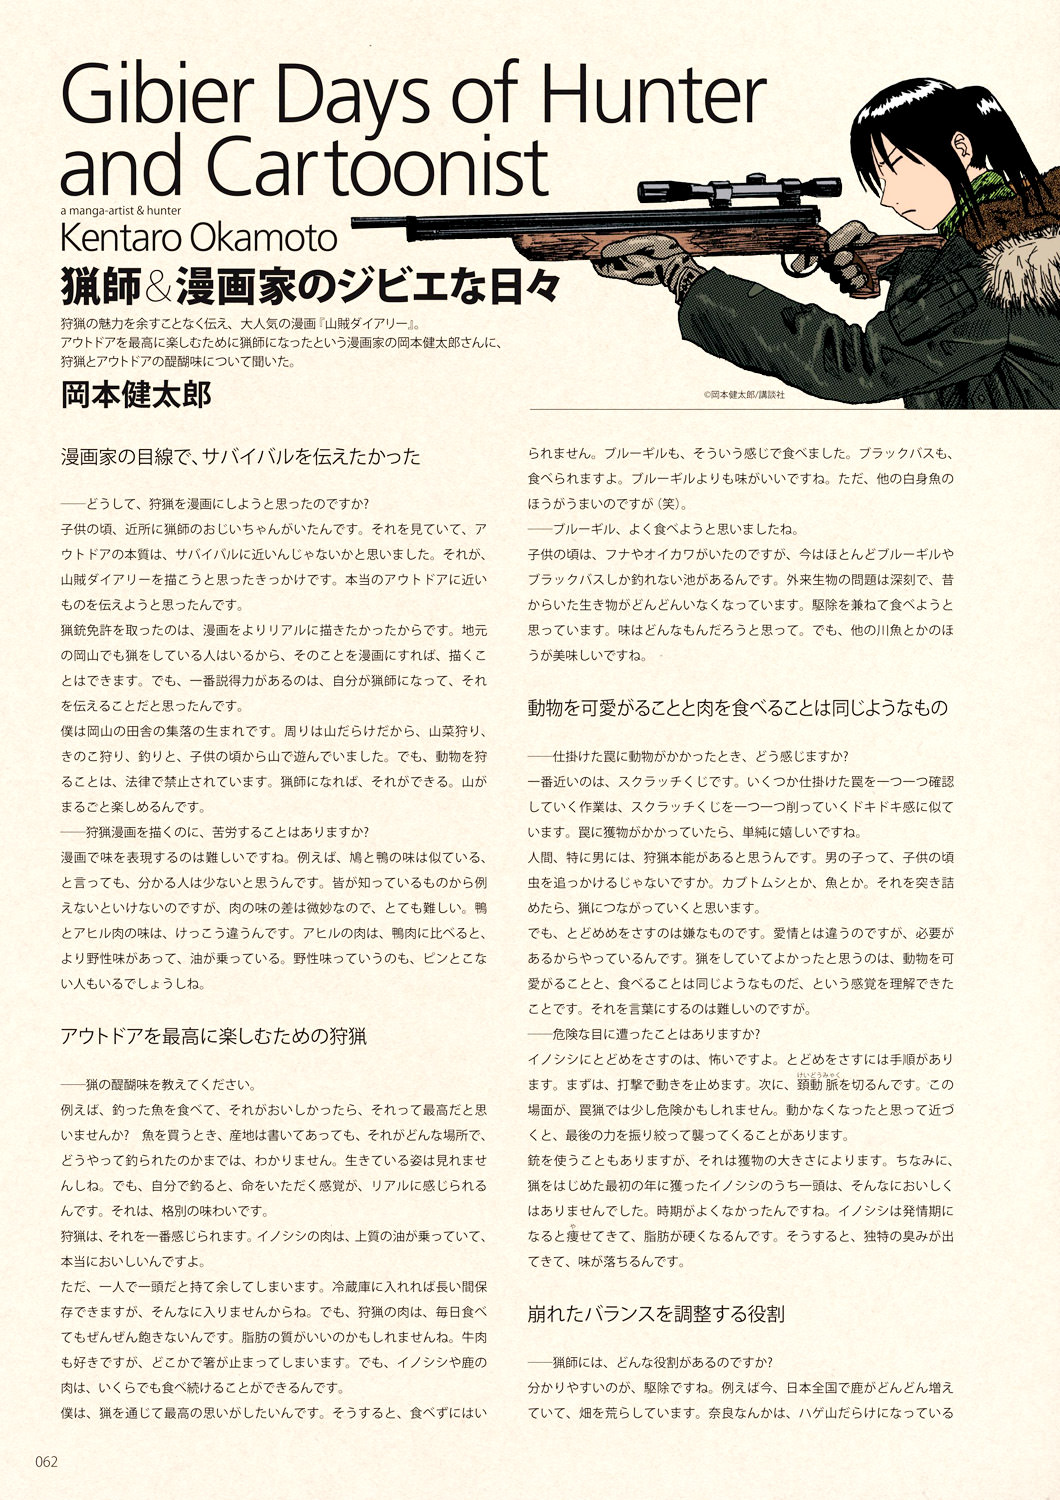 Gibier Days of Hunter
and Cartoonist
a manga-artist & hunter
Kentaro Okamoto
猟師&漫画家のジビエな日々
狩猟の魅力を余すことなく伝え、大人気の漫画『山賊ダイアリー』。
アウトドアを最高に楽しむために猟師になったという漫画家の岡本健太郎さんに、
狩猟とアウトドアの醍醐味について聞いた。
岡本健太郎
©岡本健太郎/講談社
漫画家の目線で、サバイバルを伝えたかった
──どうして、狩猟を漫画にしようと思ったのですか?
子供の頃、近所に猟師のおじいちゃんがいたんです。それを見ていて、ア
ウトドアの本質は、サバイバルに近いんじゃないかと思いました。それが、
山賊ダイアリーを描こうと思ったきっかけです。本当のアウトドアに近い
ものを伝えようと思ったんです。
猟銃免許を取ったのは、漫画をよりリアルに描きたかったからです。地元
の岡山でも猟をしている人はいるから、そのことを漫画にすれば、描くこ
とはできます。でも、一番説得力があるのは、自分が猟師になって、それ
を伝えることだと思ったんです。
僕は岡山の田舎の集落の生まれです。周りは山だらけだから、山菜狩り、
きのこ狩り、釣りと、子供の頃から山で遊んでいました。でも、動物を狩
ることは、法律で禁止されています。猟師になれば、それができる。山が
まるごと楽しめるんです。
──狩猟漫画を描くのに、苦労することはありますか?
漫画で味を表現するのは難しいですね。例えば、鳩と鴨の味は似ている、
と言っても、分かる人は少ないと思うんです。皆が知っているものから例
えないといけないのですが、肉の味の差は微妙なので、とても難しい。鴨
とアヒル肉の味は、けっこう違うんです。アヒルの肉は、鴨肉に比べると、
より野性味があって、油が乗っている。野性味っていうのも、ピンとこな
い人もいるでしょうしね。
アウトドアを最高に楽しむための狩猟
──猟の醍醐味を教えてください。
例えば、釣った魚を食べて、それがおいしかったら、それって最高だと思
いませんか? 魚を買うとき、産地は書いてあっても、それがどんな場所で、
どうやって釣られたのかまでは、わかりません。生きている姿は見れませ
んしね。でも、自分で釣ると、命をいただく感覚が、リアルに感じられる
んです。それは、格別の味わいです。
狩猟は、それを一番感じられます。イノシシの肉は、上質の油が乗っていて、
本当においしいんですよ。
ただ、一人で一頭だと持て余してしまいます。冷蔵庫に入れれば長い間保
存できますが、そんなに入りませんからね。でも、狩猟の肉は、毎日食べ
てもぜんぜん飽きないんです。脂肪の質がいいのかもしれませんね。牛肉
も好きですが、どこかで箸が止まってしまいます。でも、イノシシや鹿の
肉は、いくらでも食べ続けることができるんです。
僕は、猟を通じて最高の思いがしたいんです。そうすると、食べずにはい
られません。ブルーギルも、そういう感じで食べました。ブラックバスも、
食べられますよ。ブルーギルよりも味がいいですね。ただ、他の白身魚の
ほうがうまいのですが(笑)。
──ブルーギル、よく食べようと思いましたね。
子供の頃は、フナやオイカワがいたのですが、今はほとんどブルーギルや
ブラックバスしか釣れない池があるんです。外来生物の問題は深刻で、昔
からいた生き物がどんどんいなくなっています。駆除を兼ねて食べようと
思っています。味はどんなもんだろうと思って。でも、他の川魚とかのほ
うが美味しいですね。
動物を可愛がることと肉を食べることは同じようなもの
──仕掛けた罠に動物がかかったとき、どう感じますか?
一番近いのは、スクラッチくじです。いくつか仕掛けた罠を一つ一つ確認
していく作業は、スクラッチくじを一つ一つ削っていくドキドキ感に似て
います。罠に獲物がかかっていたら、単純に嬉しいですね。
人間、特に男には、狩猟本能があると思うんです。男の子って、子供の頃
虫を追っかけるじゃないですか。カブトムシとか、魚とか。それを突き詰
めたら、猟につながっていくと思います。
でも、とどめをさすのは嫌なものです。愛情とは違うのですが、必要が
あるからやっているんです。猟をしていてよかったと思うのは、動物を可
愛がることと、食べることは同じようなものだ、という感覚を理解できた
ことです。それを言葉にするのは難しいのですが。
──危険な目に遭ったことはありますか?
イノシシにとどめをさすのは、怖いですよ。とどめをさすには手順があり
ます。まずは、打撃で動きを止めます。次に、頚動脈を切るんです。この
けいどうみゃく
場面が、罠猟では少し危険かもしれません。動かなくなったと思って近づ
くと、最後の力を振り絞って襲ってくることがあります。
銃を使うこともありますが、それは獲物の大きさによります。ちなみに、
猟をはじめた最初の年に獲ったイノシシのうち一頭は、そんなにおいしく
はありませんでした。時期がよくなかったんですね。イノシシは発情期に
なると痩せてきて、脂肪が硬くなるんです。そうすると、独特の臭みが出
や
てきて、味が落ちるんです。
崩れたバランスを調整する役割
──猟師には、どんな役割があるのですか?
分かりやすいのが、駆除ですね。例えば今、日本全国で鹿がどんどん増え
ていて、畑を荒らしています。奈良なんかは、ハゲ山だらけになっている
062